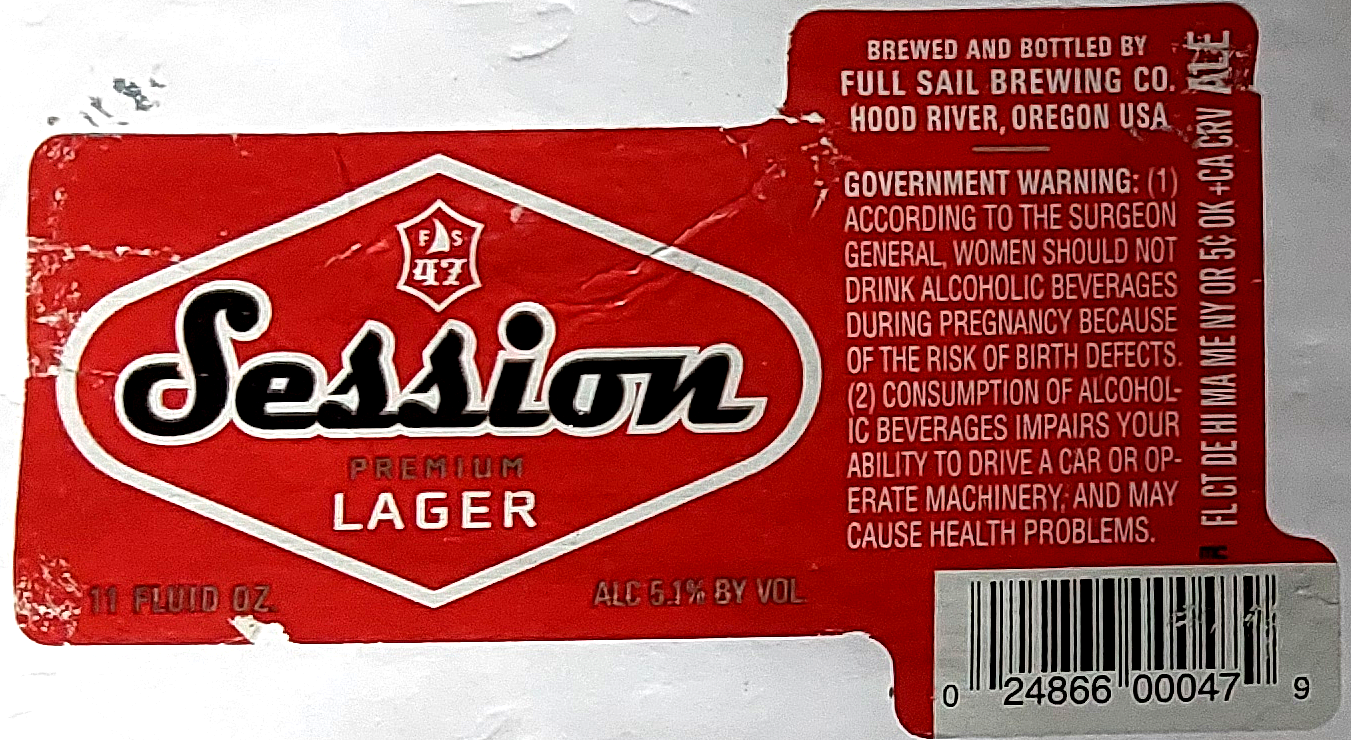 F S
47
Session
PREMIUM
LAGER
11 FLUID OZ.
ALC 5.1% BY VOL
BREWED AND BOTTLED BY
FULL SAIL BREWING CO.
HOOD RIVER, OREGON USA
GOVERNMENT WARNING: (1)
ACCORDING TO THE SURGEON
GENERAL, WOMEN SHOULD NOT
DRINK ALCOHOLIC BEVERAGES
DURING PREGNANCY BECAUSE
OF THE RISK OF BIRTH DEFECTS.
(2) CONSUMPTION OF ALCOHOL-
IC BEVERAGES IMPAIRS YOUR
ABILITY TO DRIVE A CAR OR OP-
ERATE MACHINERY, AND MAY
CAUSE HEALTH PROBLEMS.
FL CT DE HI MA ME NY OR 5¢ OK +CA CRV ALE
0 24866 00047 9